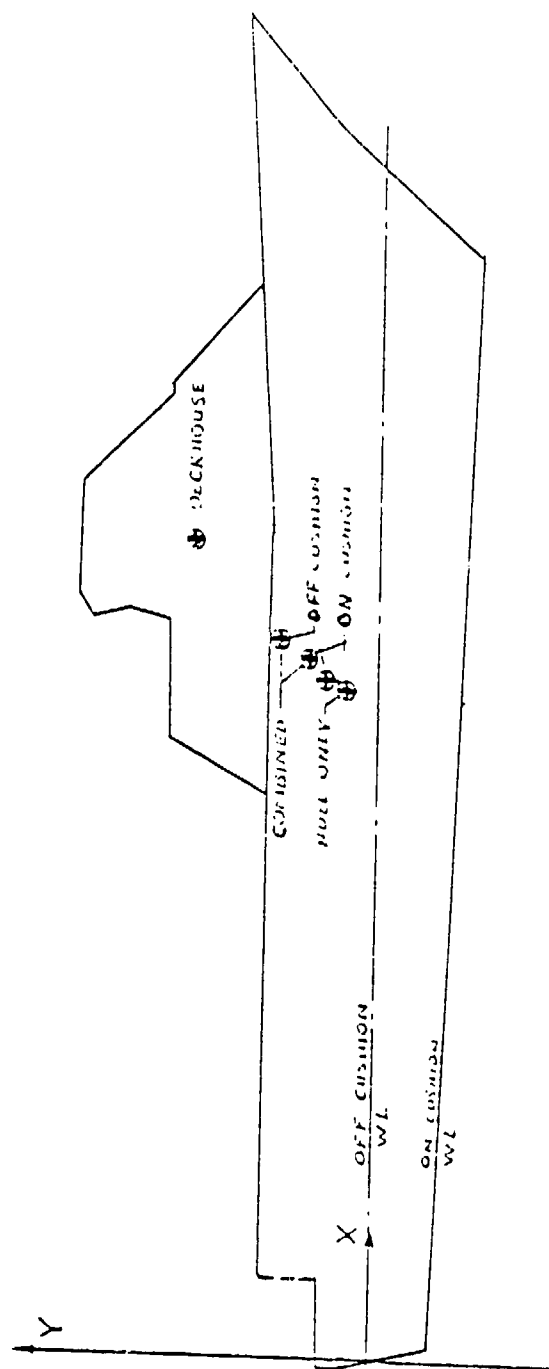 Y
X
DECKHOUSE
OFF CUSHION
ON CUSHION
COMBINED
HULL ONLY
OFF CUSHION
WL
ON CUSHION
WL